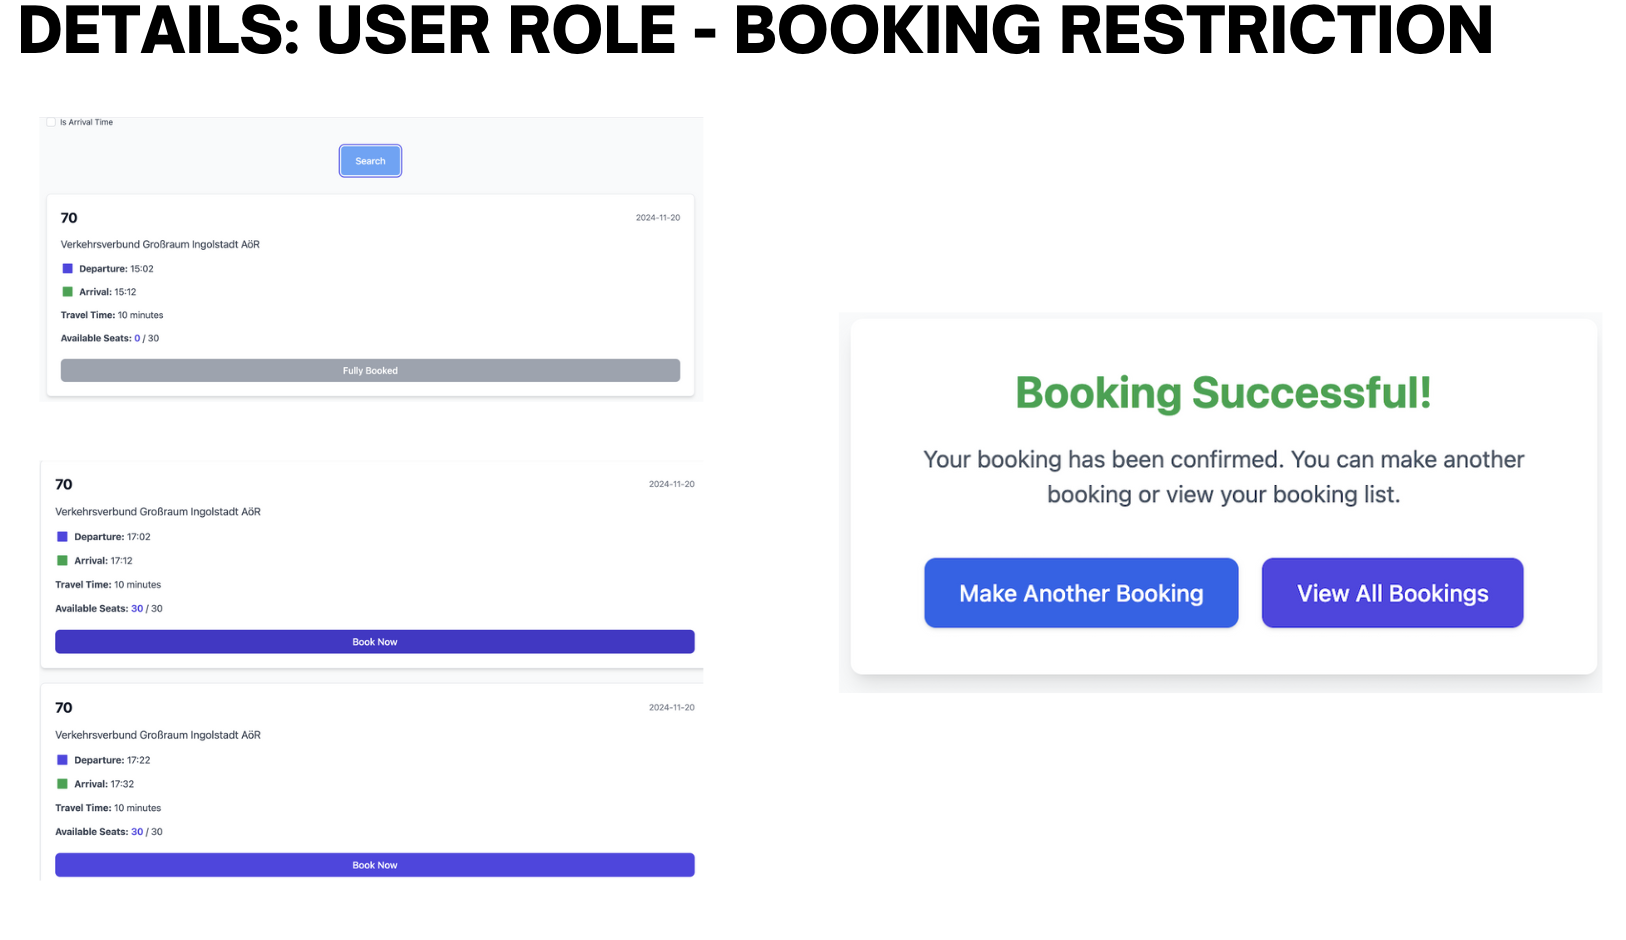 DETAILS: USER ROLE - BOOKING RESTRICTION
Is Arrival Time
Search
70
2024-11-20
Verkehrsverbund Großraum Ingolstadt AöR
Departure: 15:02
Arrival: 15:12
Travel Time: 10 minutes
Available Seats: 0 / 30
Fully Booked
70
2024-11-20
Verkehrsverbund Großraum Ingolstadt AöR
Departure: 17:02
Arrival: 17:12
Travel Time: 10 minutes
Available Seats: 30 / 30
Book Now
70
2024-11-20
Verkehrsverbund Großraum Ingolstadt AöR
Departure: 17:22
Arrival: 17:32
Travel Time: 10 minutes
Available Seats: 30 / 30
Book Now
Booking Successful!
Your booking has been confirmed. You can make another
booking or view your booking list.
Make Another Booking
View All Bookings